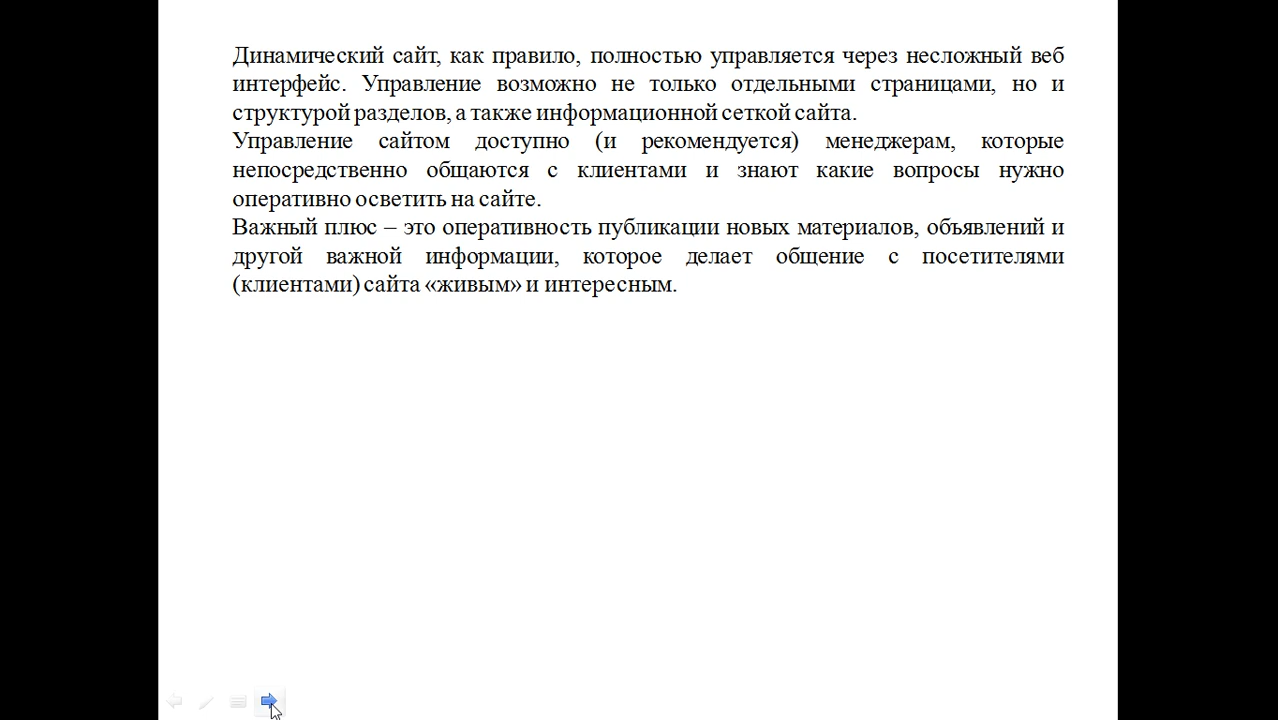 Динамический сайт, как правило, полностью управляется через несложный веб
интерфейс. Управление возможно не только отдельными страницами, но и
структурой разделов, а также информационной сеткой сайта.
Управление сайтом доступно (и рекомендуется) менеджерам, которые
непосредственно общаются с клиентами и знают какие вопросы нужно
оперативно осветить на сайте.
Важный плюс – это оперативность публикации новых материалов, объявлений и
другой важной информации, которое делает общение с посетителями
(клиентами) сайта «живым» и интересным.